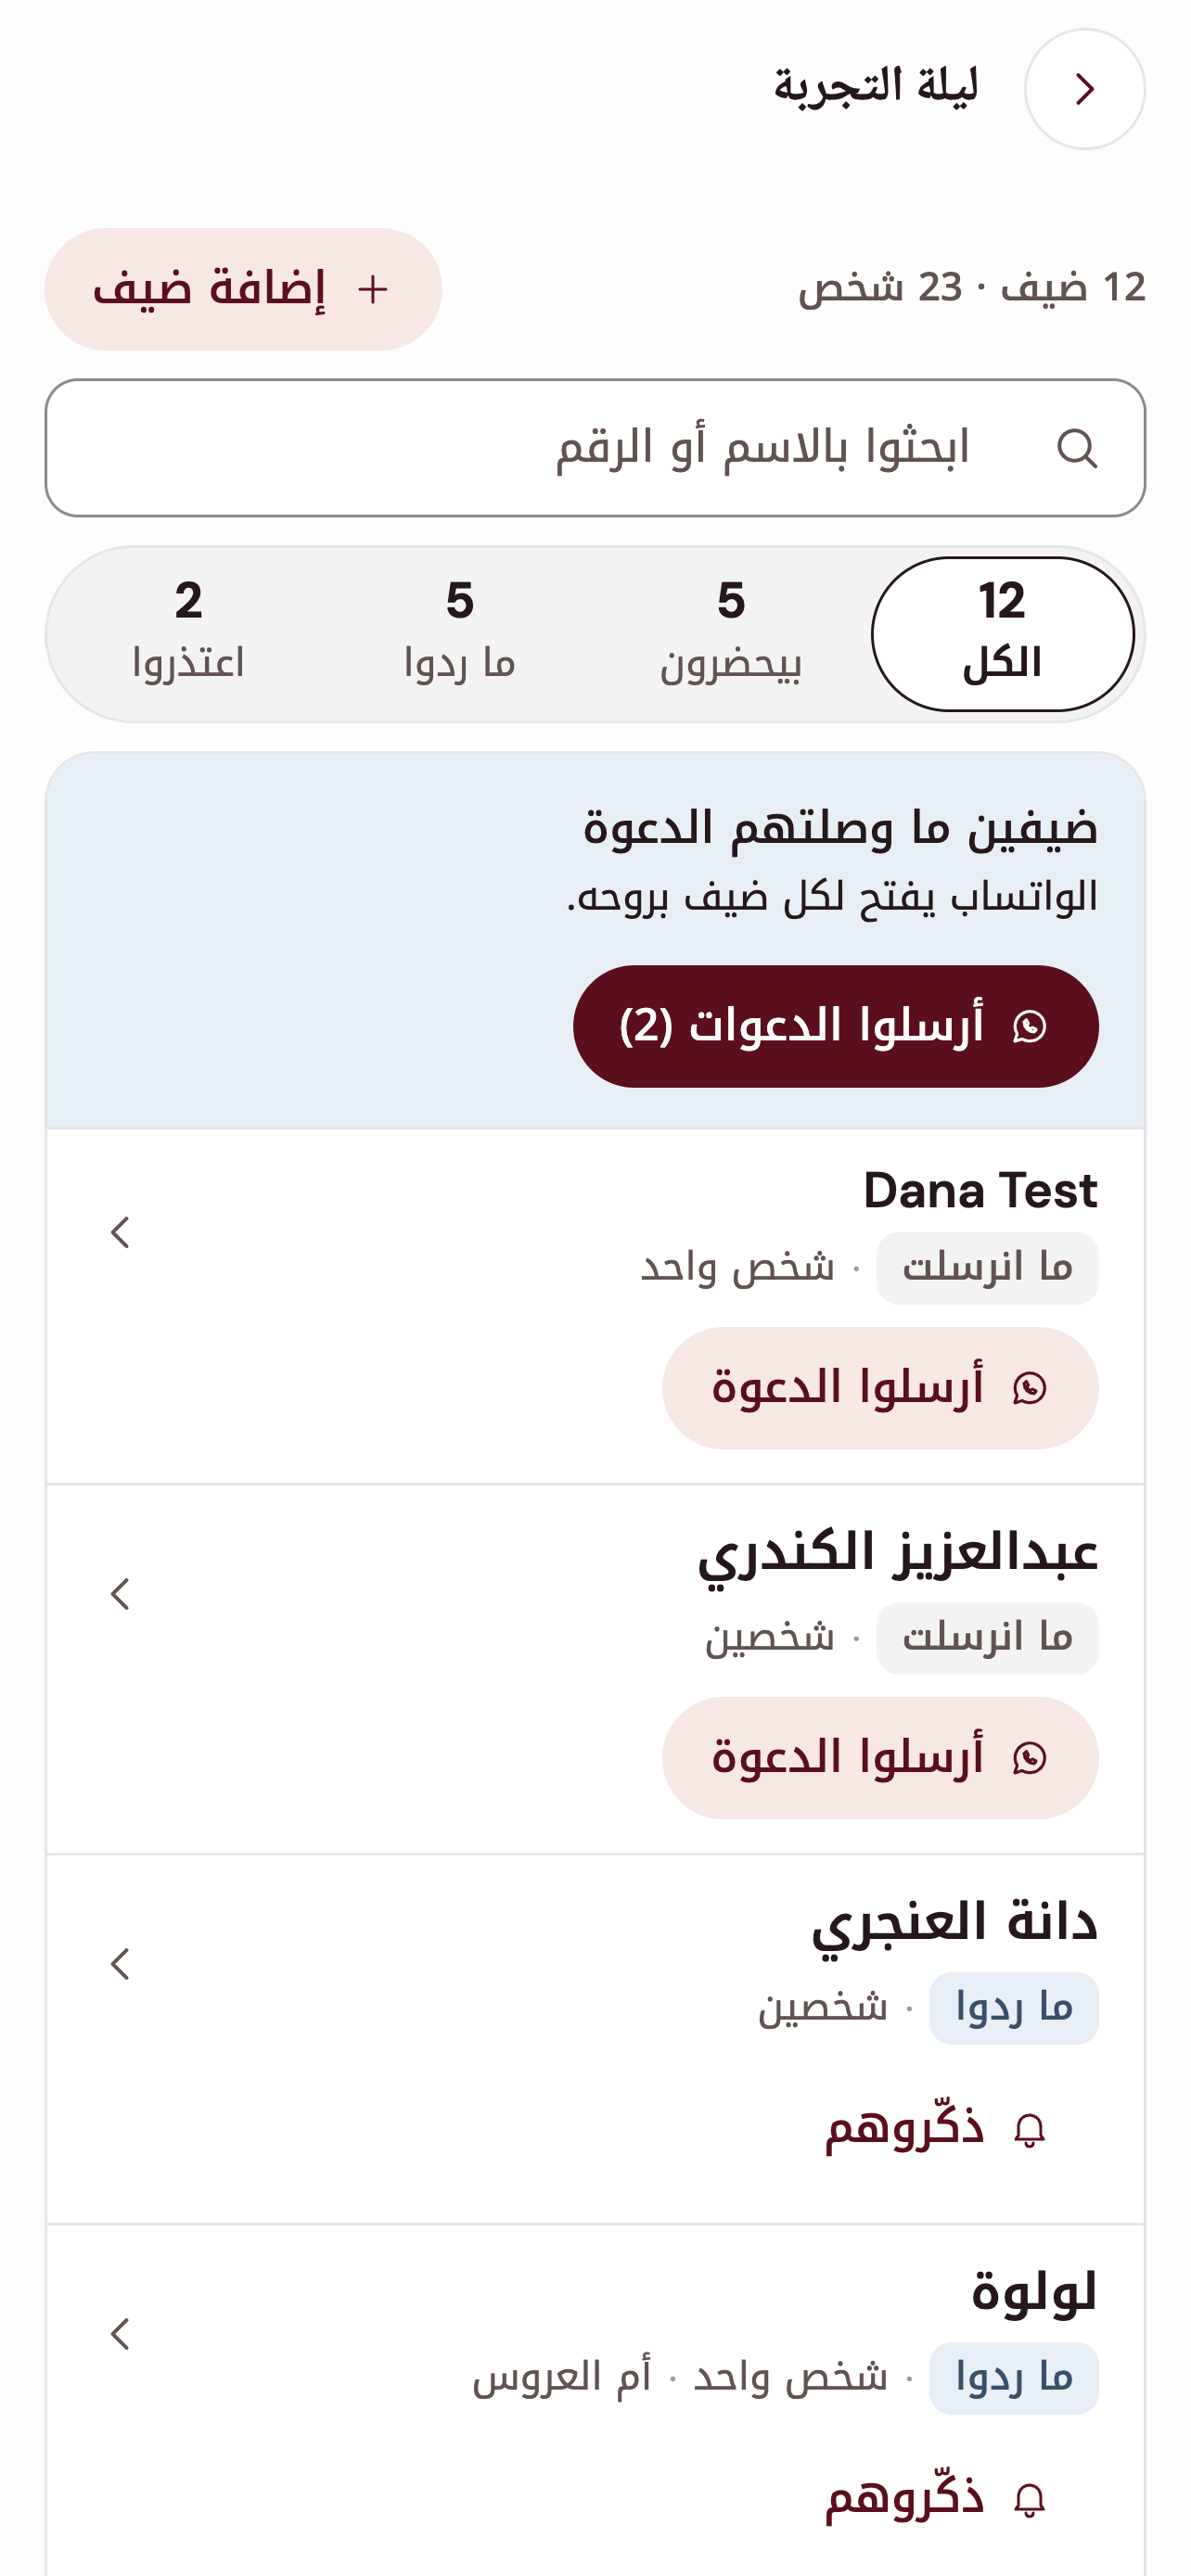 ليلة التجربة
12 ضيف · 23 شخص
إضافة ضيف
ابحثوا بالاسم أو الرقم
12 الكل
5 بيحضرون
5 ما ردوا
2 اعتذروا
ضيفين ما وصلتهم الدعوة
الواتساب يفتح لكل ضيف بروحه.
أرسلوا الدعوات (2)
Dana Test
ما انرسلت · شخص واحد
أرسلوا الدعوة
عبدالعزيز الكندري
ما انرسلت · شخصين
أرسلوا الدعوة
دانة العنجري
ما ردوا · شخصين
ذكّروهم
لولوة
ما ردوا · شخص واحد · أم العروس
ذكّروهم